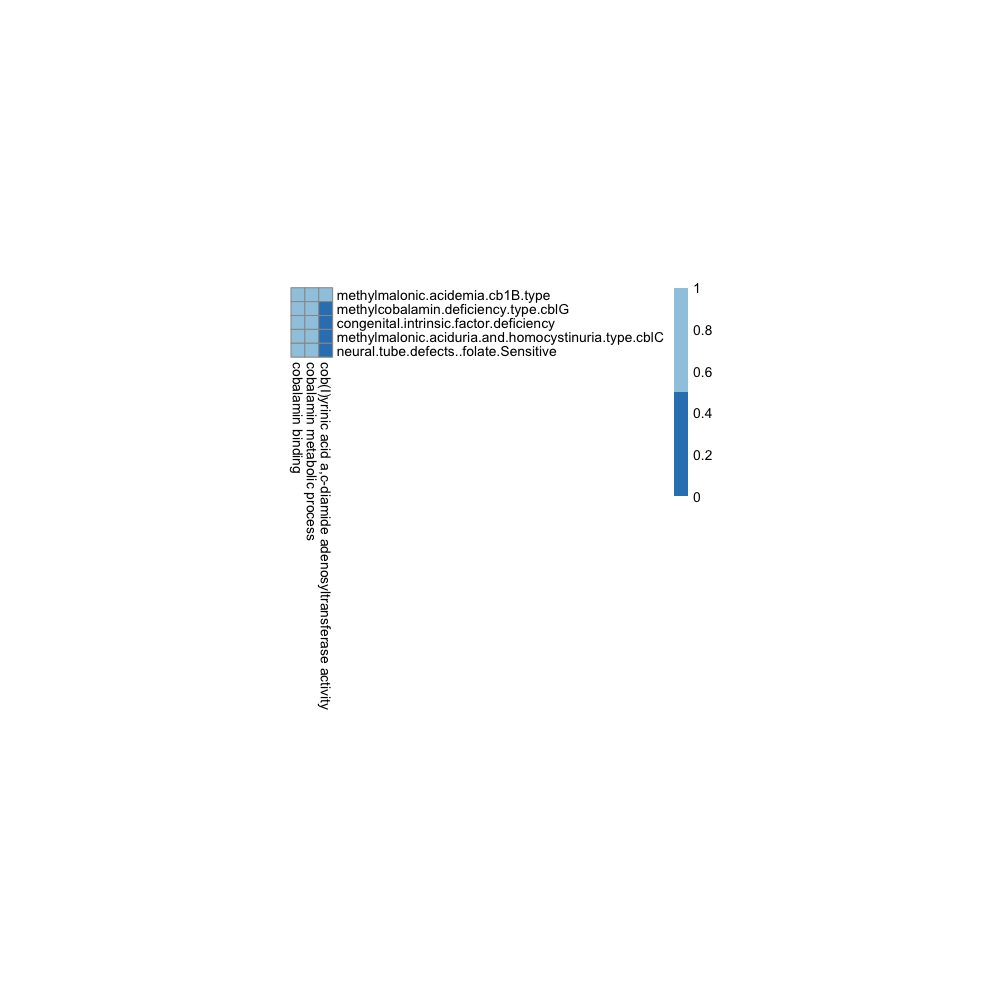 methylmalonic.acidemia.cb1B.type
methylcobalamin.deficiency.type.cblG
congenital.intrinsic.factor.deficiency
methylmalonic.aciduria.and.homocystinuria.type.cblC
neural.tube.defects..folate.Sensitive
cobalamin binding
cobalamin metabolic process
cob(I)yrinic acid a,c-diamide adenosyltransferase activity
1
0.8
0.6
0.4
0.2
0